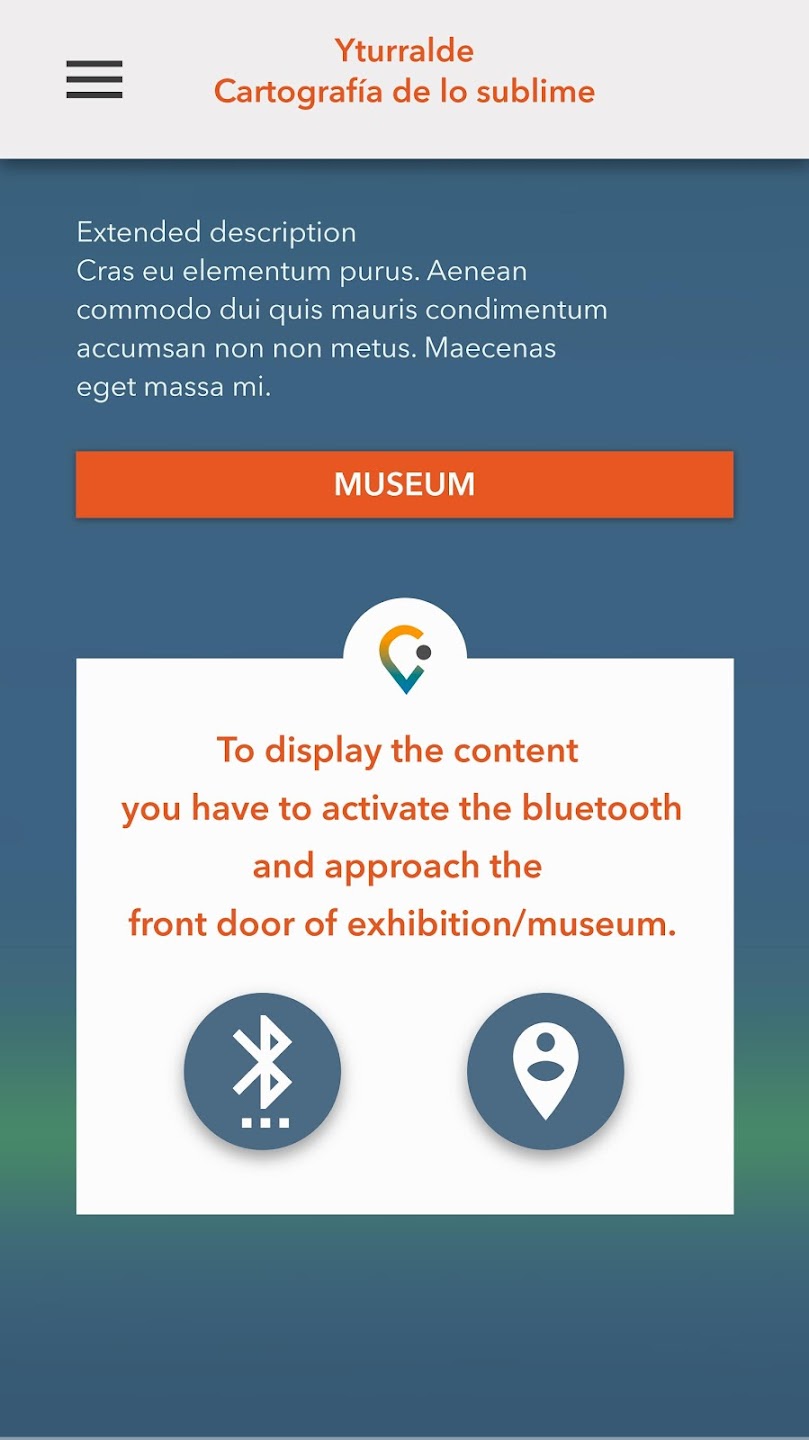 Yturralde
Cartografía de lo sublime
Extended description
Cras eu elementum purus. Aenean
commodo dui quis mauris condimentum
accumsan non non metus. Maecenas
eget massa mi.
MUSEUM
To display the content
you have to activate the bluetooth
and approach the
front door of exhibition/museum.